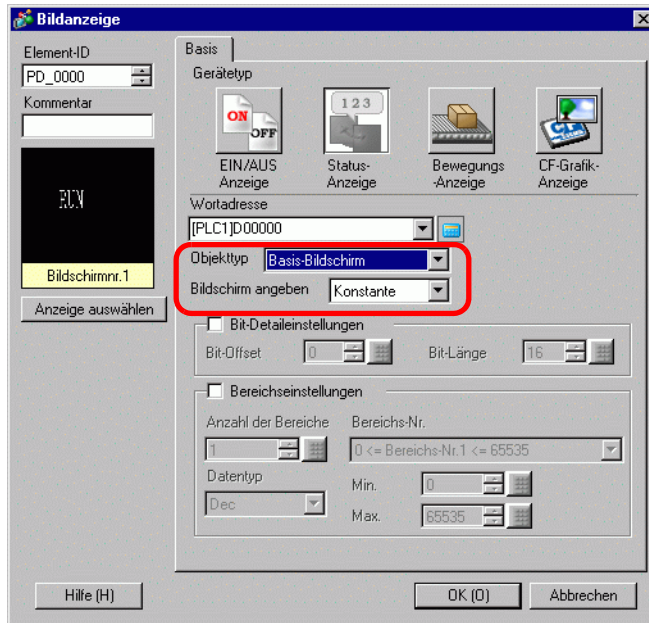 Bildanzeige
Element-ID
PD_0000
Kommentar
RUN
Bildschirmnr.1
Anzeige auswählen
Basis
Gerätetyp
ON
OFF
123
EIN/AUS
Anzeige
Status-
Anzeige
Bewegungs
-Anzeige
CF-Grafik-
Anzeige
Wortadresse
[PLC1]D00000
Objekttyp Basis-Bildschirm
Bildschirm angeben Konstante
Bit-Detaileinstellungen
Bit-Offset 0 Bit-Länge 16
Bereichseinstellungen
Anzahl der Bereiche Bereichs-Nr.
1 0 <= Bereichs-Nr.1 <= 65535
Datentyp Min. 0
Dec Max. 65535
Hilfe (H) OK (O) Abbrechen